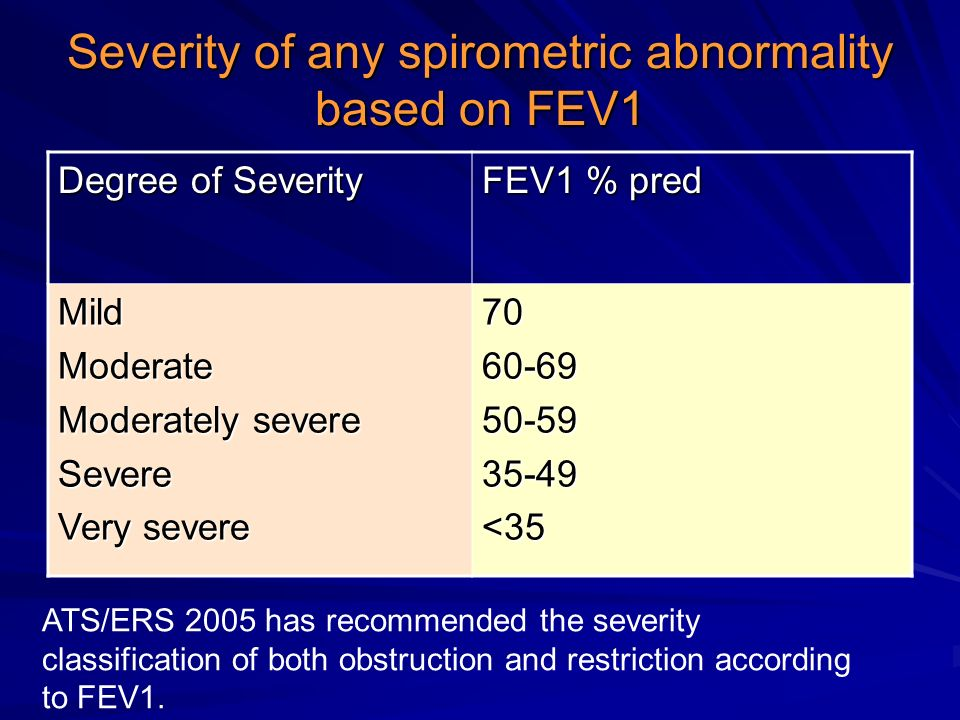 Severity of any spirometric abnormality
based on FEV1
Degree of Severity
FEV1 % pred
Mild
70
Moderate
60-69
Moderately severe
50-59
Severe
35-49
Very severe
<35
ATS/ERS 2005 has recommended the severity
classification of both obstruction and restriction according
to FEV1.